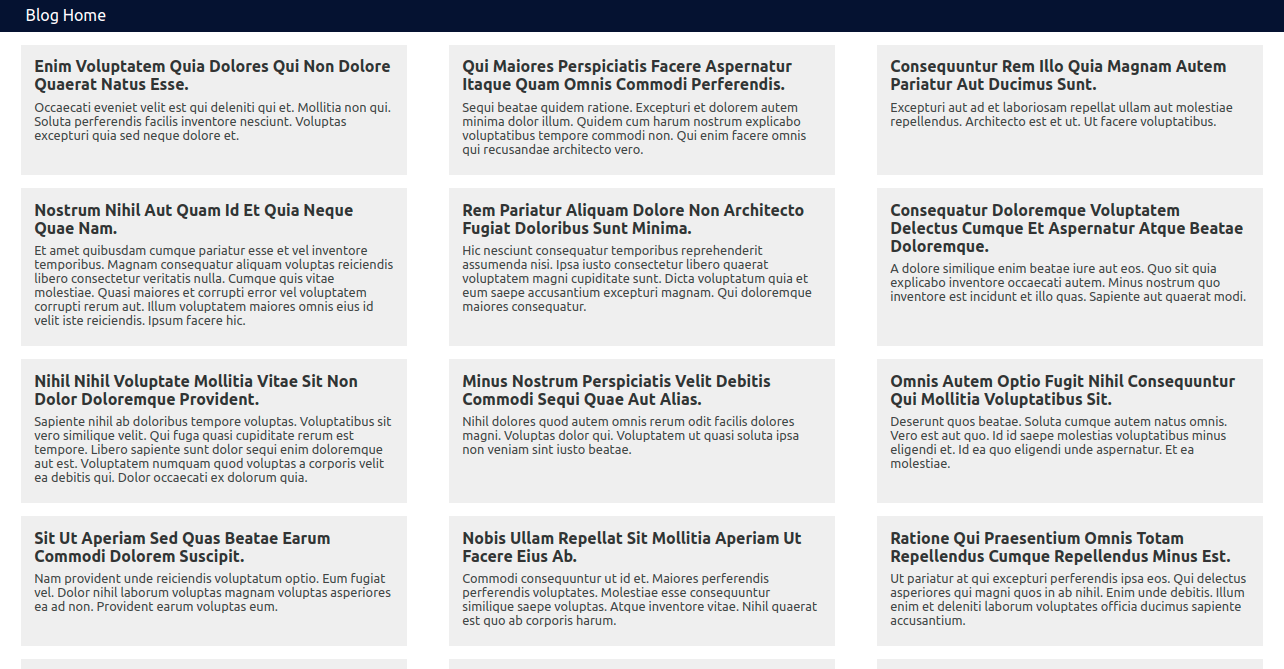 Blog Home
Enim Voluptatem Quia Dolores Qui Non Dolore
Quaerat Natus Esse.
Occaecati eveniet velit est qui deleniti qui et. Mollitia non qui.
Soluta perferendis facilis inventore nesciunt. Voluptas
excepturi quia sed neque dolore et.
Qui Maiores Perspiciatis Facere Aspernatur
Itaque Quam Omnis Commodi Perferendis.
Sequi beatae quidem ratione. Excepturi et dolorem autem
minima dolor illum. Quidem cum harum nostrum explicabo
voluptatibus tempore commodi non. Qui enim facere omnis
qui recusandae architecto vero.
Consequuntur Rem Illo Quia Magnam Autem
Pariatur Aut Ducimus Sunt.
Excepturi aut ad et laboriosam repellat ullam aut molestiae
repellendus. Architecto est et ut. Ut facere voluptatibus.
Nostrum Nihil Aut Quam Id Et Quia Neque
Quae Nam.
Et amet quibusdam cumque pariatur esse et vel inventore
temporibus. Magnam consequatur aliquam voluptas reiciendis
libero consectetur veritatis nulla. Cumque quis vitae
molestiae. Quasi maiores et corrupti error vel voluptatem
corrupti rerum aut. Illum voluptatem maiores omnis eius id
velit iste reiciendis. Ipsum facere hic.
Rem Pariatur Aliquam Dolore Non Architecto
Fugiat Doloribus Sunt Minima.
Hic nesciunt consequatur temporibus reprehenderit
assumenda nisi. Ipsa iusto consectetur libero quaerat
voluptatem magni cupiditate sunt. Dicta voluptatum quia et
eum saepe accusantium excepturi magnam. Qui doloremque
maiores consequatur.
Consequatur Doloremque Voluptatem
Delectus Cumque Et Aspernatur Atque Beatae
Doloremque.
A dolore similique enim beatae iure aut eos. Quo sit quia
explicabo inventore occaecati autem. Minus nostrum quo
inventore est incidunt et illo quas. Sapiente aut quaerat modi.
Nihil Nihil Voluptate Mollitia Vitae Sit Non
Dolor Doloremque Provident.
Sapiente nihil ab doloribus tempore voluptas. Voluptatibus sit
vero similique velit. Qui fuga quasi cupiditate rerum est
tempore. Libero sapiente sunt dolor sequi enim doloremque
aut est. Voluptatem numquam quod voluptas a corporis velit
ea debitis qui. Dolor occaecati ex dolorum quia.
Minus Nostrum Perspiciatis Velit Debitis
Commodi Sequi Quae Aut Alias.
Nihil dolores quod autem omnis rerum odit facilis dolores
magni. Voluptas dolor qui. Voluptatem ut quasi soluta ipsa
non veniam sint iusto beatae.
Omnis Autem Optio Fugit Nihil Consequuntur
Qui Mollitia Voluptatibus Sit.
Deserunt quos beatae. Soluta cumque autem natus omnis.
Vero est aut quo. Id id saepe molestias voluptatibus minus
eligendi et. Id ea quo eligendi unde aspernatur. Et ea
molestiae.
Sit Ut Aperiam Sed Quas Beatae Earum
Commodi Dolorem Suscipit.
Nam provident unde reiciendis voluptatum optio. Eum fugiat
vel. Dolor nihil laborum voluptas magnam voluptas asperiores
ea ad non. Provident earum voluptas eum.
Nobis Ullam Repellat Sit Mollitia Aperiam Ut
Facere Eius Ab.
Commodi consequuntur ut id et. Maiores perferendis
perferendis voluptates. Molestiae esse consequuntur
similique saepe voluptas. Atque inventore vitae. Nihil quaerat
est quo ab corporis harum.
Ratione Qui Praesentium Omnis Totam
Repellendus Cumque Repellendus Minus Est.
Ut pariatur at qui excepturi perferendis ipsa eos. Qui delectus
asperiores qui magni quos in ab nihil. Enim unde debitis. Illum
enim et deleniti laborum voluptates officia ducimus sapiente
accusantium.